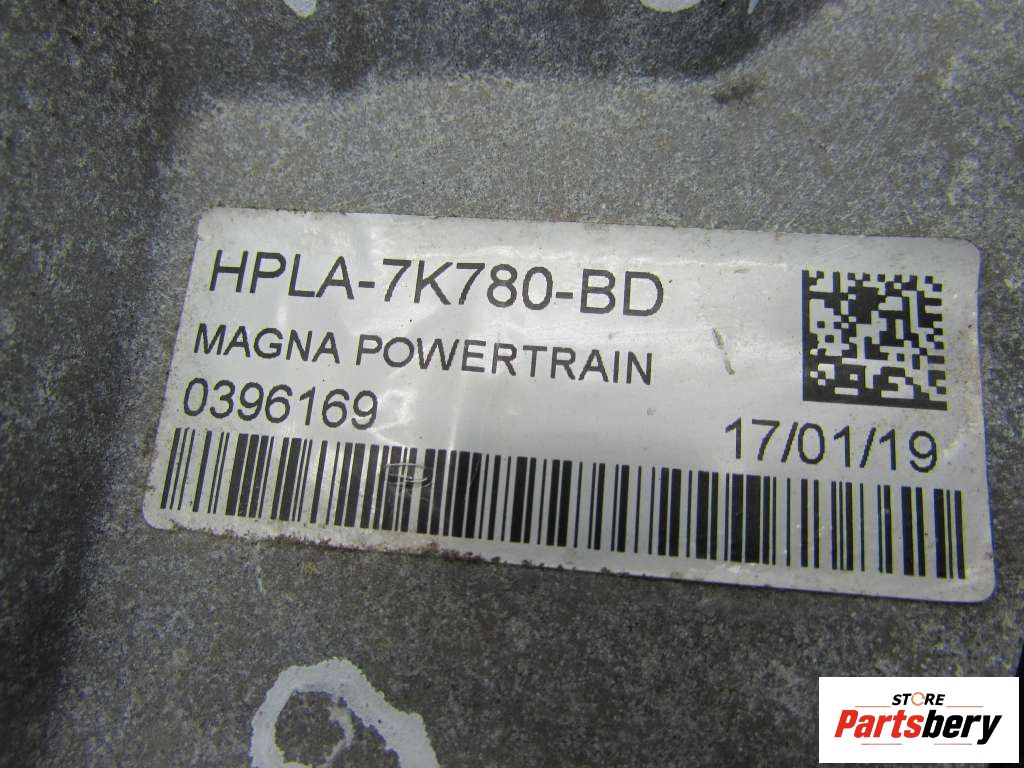 HPLA-7K780-BD
MAGNA POWERTRAIN
0396169
17/01/19
STORE
Partsbery